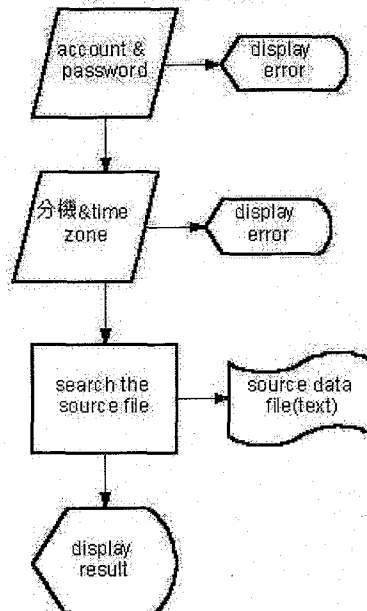 account &
password
display
error
分機&time
zone
display
error
search the
source file
source data
file(text)
display
result